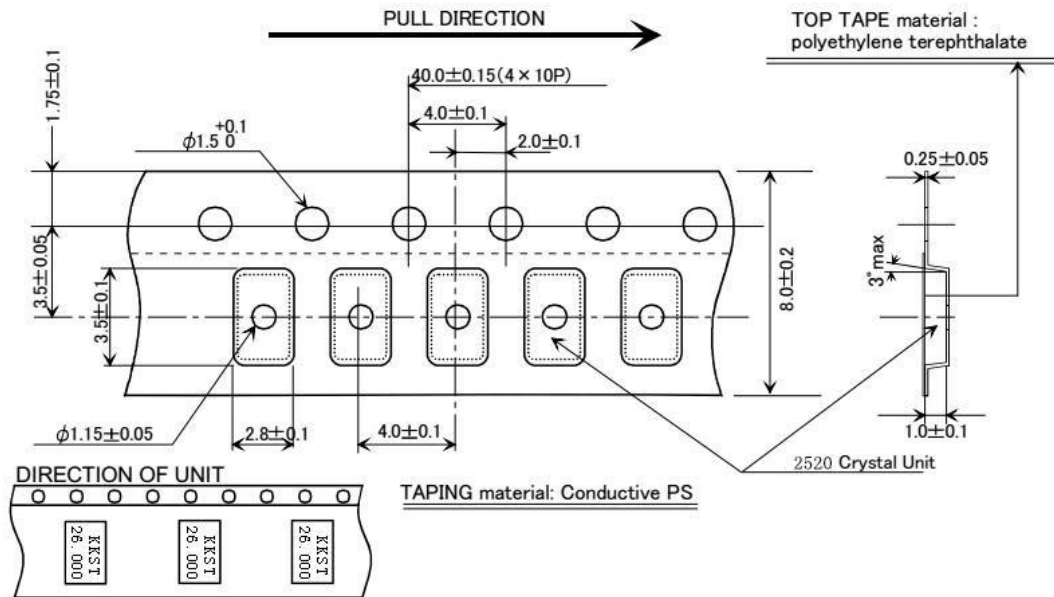 PULL DIRECTION
TOP TAPE material :
polyethylene terephthalate
1.75±0.1
40.0±0.15(4×10P)
4.0±0.1
+0.1
φ1.5 0
2.0±0.1
0.25±0.05
3.5±0.05
3.5±0.1
8.0±0.2
3°max
φ1.15±0.05
2.8±0.1
4.0±0.1
1.0±0.1
2520 Crystal Unit
DIRECTION OF UNIT
TAPING material: Conductive PS
KKST
26.000
KKST
26.000
KKST
26.000